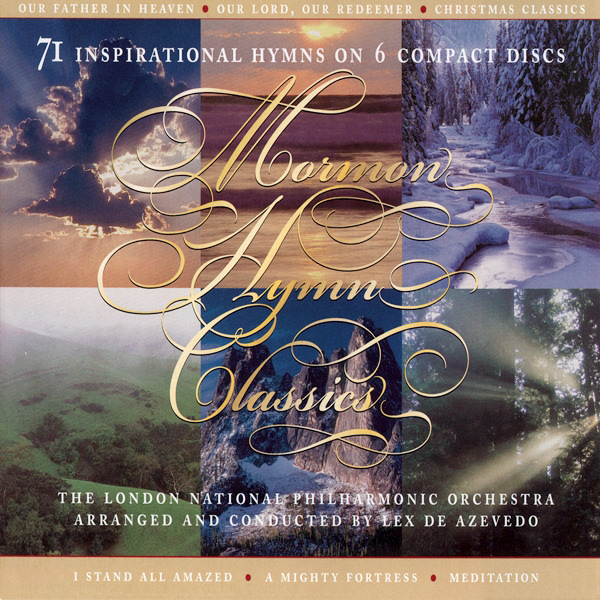 OUR FATHER IN HEAVEN • OUR LORD, OUR REDEEMER • CHRISTMAS CLASSICS
71 INSPIRATIONAL HYMNS ON 6 COMPACT DISCS
Mormon
Hymn
Classics
THE LONDON NATIONAL PHILHARMONIC ORCHESTRA
ARRANGED AND CONDUCTED BY LEX DE AZEVEDO
I STAND ALL AMAZED • A MIGHTY FORTRESS • MEDITATION